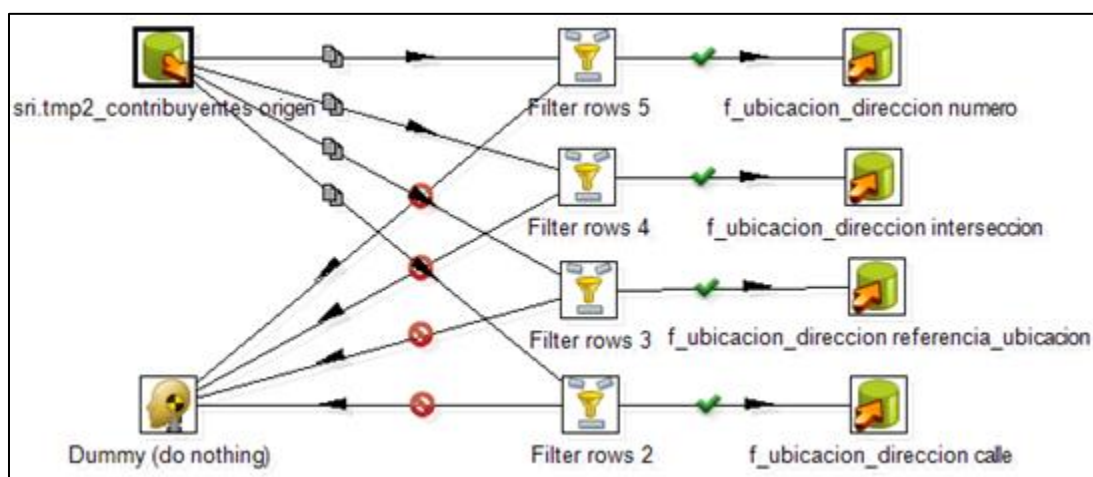 sri.tmp2_contribuyentes origen
Filter rows 5
f_ubicacion_direccion numero
Filter rows 4
f_ubicacion_direccion interseccion
Filter rows 3
f_ubicacion_direccion referencia_ubicacion
Dummy (do nothing)
Filter rows 2
f_ubicacion_direccion calle